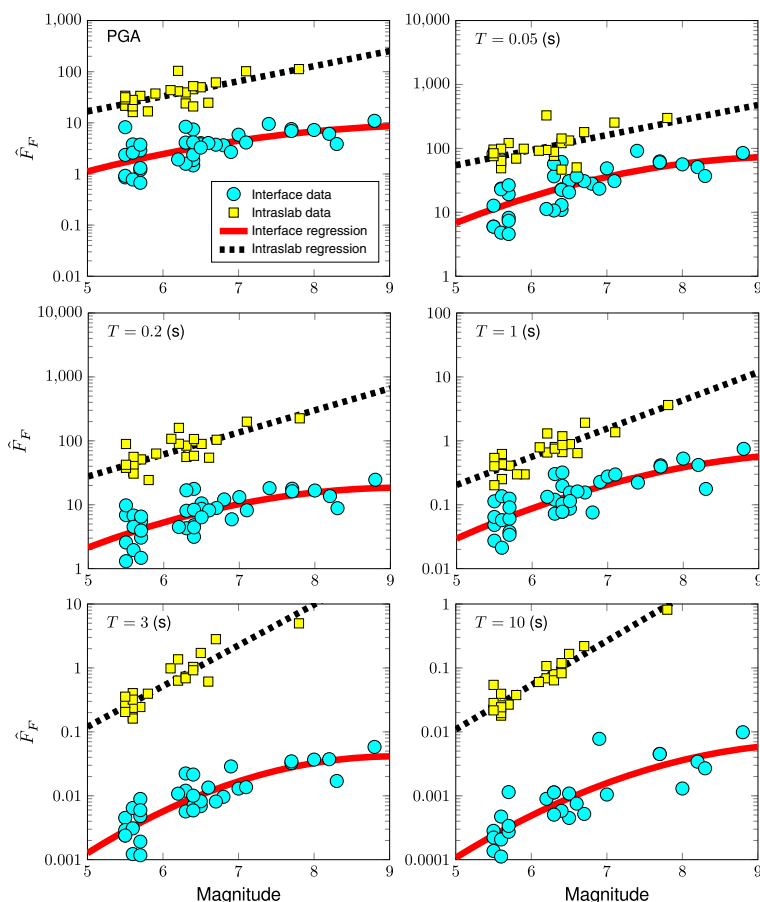 1,000
100
10
1
0.1
0.01
5 6 7 8 9
F̂_F
PGA
Interface data
Intraslab data
Interface regression
Intraslab regression
10,000
1,000
100
10
1
5 6 7 8 9
T = 0.05 (s)
10,000
1,000
100
10
1
5 6 7 8 9
F̂_F
T = 0.2 (s)
100
10
1
0.1
0.01
5 6 7 8 9
T = 1 (s)
10
1
0.1
0.01
0.001
5 6 7 8 9
F̂_F
T = 3 (s)
Magnitude
1
0.1
0.01
0.001
0.0001
5 6 7 8 9
T = 10 (s)
Magnitude